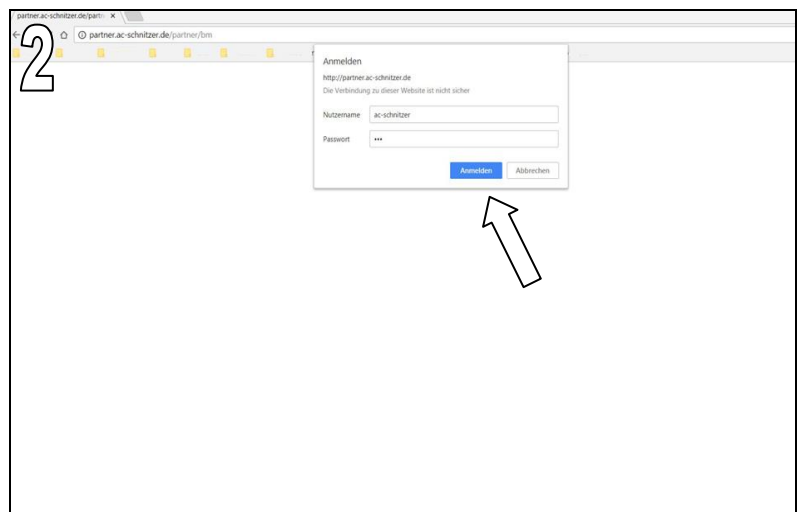 partner.ac-schnitzer.de/partn
2
partner.ac-schnitzer.de/partner/bm
Anmelden
http://partner.ac-schnitzer.de
Die Verbindung zu dieser Website ist nicht sicher
Nutzername
ac-schnitzer
Passwort
•••
Anmelden
Abbrechen